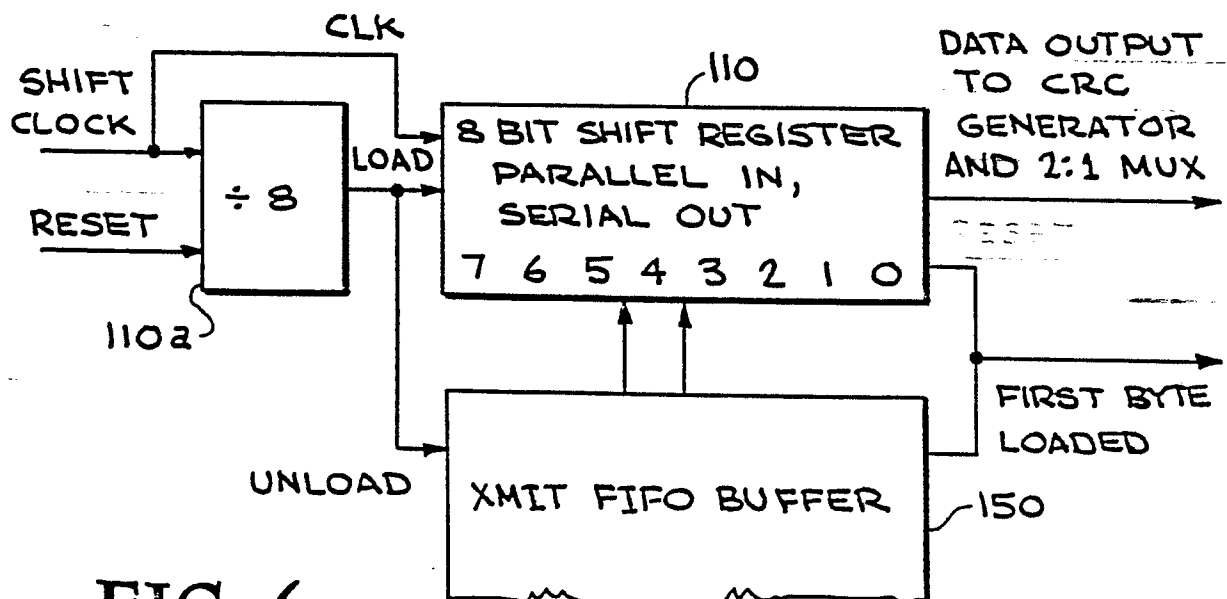 CLK
SHIFT
CLOCK
RESET
÷ 8
110a
LOAD
110
8 BIT SHIFT REGISTER
PARALLEL IN,
SERIAL OUT
7 6 5 4 3 2 1 0
DATA OUTPUT
TO CRC
GENERATOR
AND 2:1 MUX
FIRST BYTE
LOADED
UNLOAD
XMIT FIFO BUFFER
150